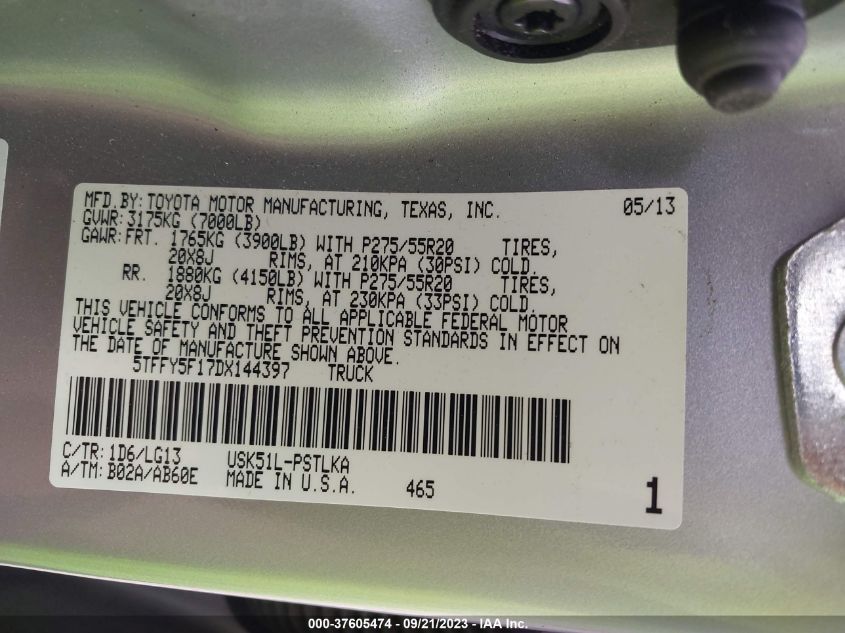 MFD.BY:TOYOTA MOTOR MANUFACTURING, TEXAS, INC. 05/13
GVWR:3175KG (7000LB)
GAWR:FRT. 1765KG (3900LB) WITH P275/55R20 TIRES,
20X8J RIMS, AT 210KPA (30PSI) COLD.
RR. 1880KG (4150LB) WITH P275/55R20 TIRES,
20X8J RIMS, AT 230KPA (33PSI) COLD.
THIS VEHICLE CONFORMS TO ALL APPLICABLE FEDERAL MOTOR
VEHICLE SAFETY AND THEFT PREVENTION STANDARDS IN EFFECT ON
THE DATE OF MANUFACTURE SHOWN ABOVE.
5TFFY5F17DX144397 TRUCK
C/TR:1D6/LG13 USK51L-PSTLKA
A/TM:B02A/AB60E MADE IN U.S.A. 465 1
000-37605474 - 09/21/2023 - IAA Inc.